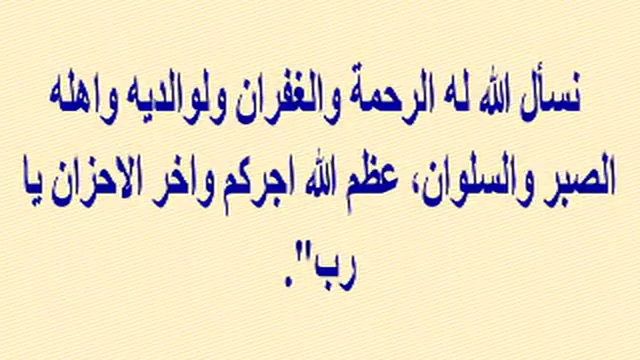 نسأل الله له الرحمة والغفران ولوالديه واهله
الصبر والسلوان، عظم الله اجركم واخر الاحزان يا
رب".